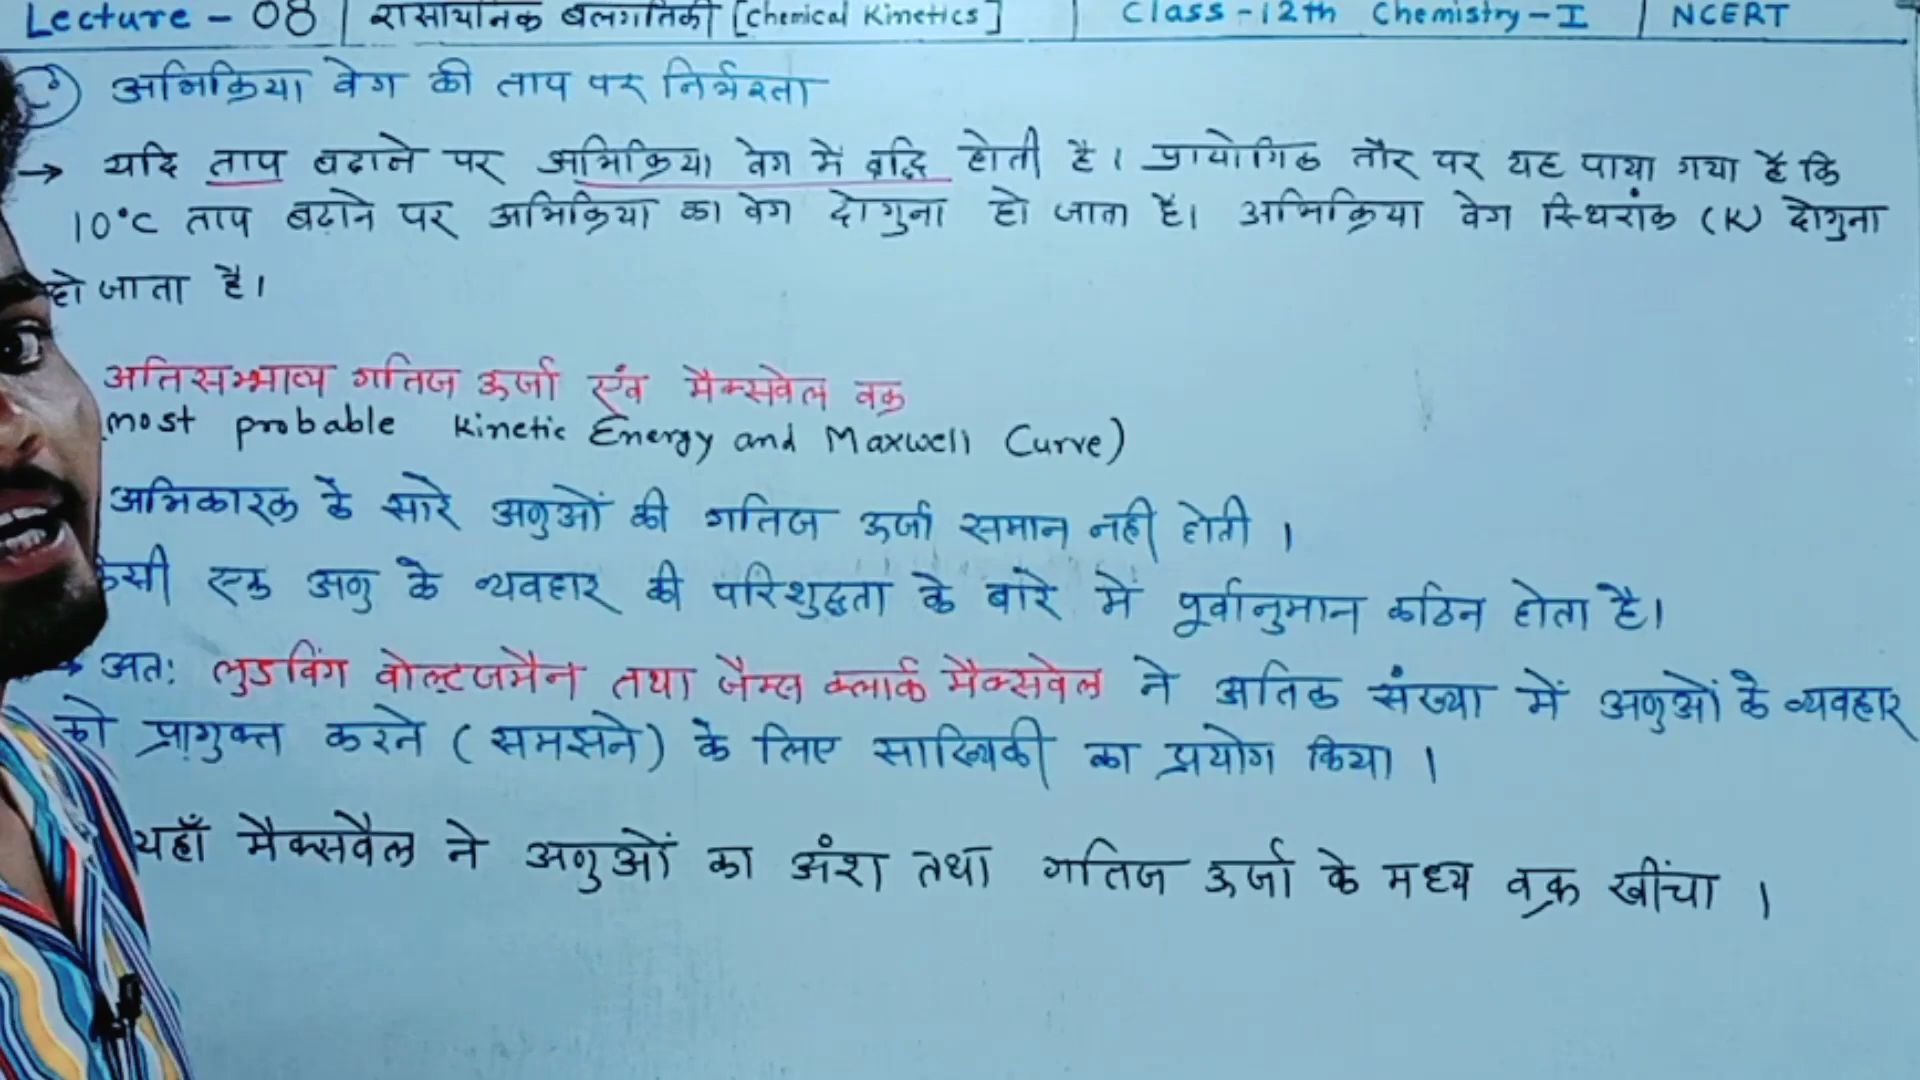 Lecture - 08 | रासायनिक बलगतिकी [Chemical Kinetics] | Class -12th Chemistry - I | NCERT
अभिक्रिया वेग की ताप पर निर्भरता
→ यदि ताप बढाने पर अभिक्रिया वेग में वृद्धि होती है। प्रायोगिक तौर पर यह पाया गया है कि
10°C ताप बढ़ाने पर अभिक्रिया का वेग दोगुना हो जाता है। अभिक्रिया वेग स्थिरांक (K) दोगुना
हो जाता है।
अतिसम्भाव्य गतिज ऊर्जा एंव मैक्सवेल वक्र
most probable Kinetic Energy and Maxwell Curve)
अभिकारक के सारे अणुओं की गतिज ऊर्जा समान नही होती ।
किसी एक अणु के व्यवहार की परिशुद्धता के बारे में पूर्वानुमान कठिन होता है।
→ अत: लुडविंग वोल्टजमैन तथा जैम्स क्लार्क मैक्सवेल ने अतिक संख्या में अणुओं के व्यवहार
को प्रागुक्त करने (समझने) के लिए सांख्यिकी का प्रयोग किया ।
यहाँ मैक्सवैल ने अणुओं का अंश तथा गतिज ऊर्जा के मध्य वक्र खींचा ।